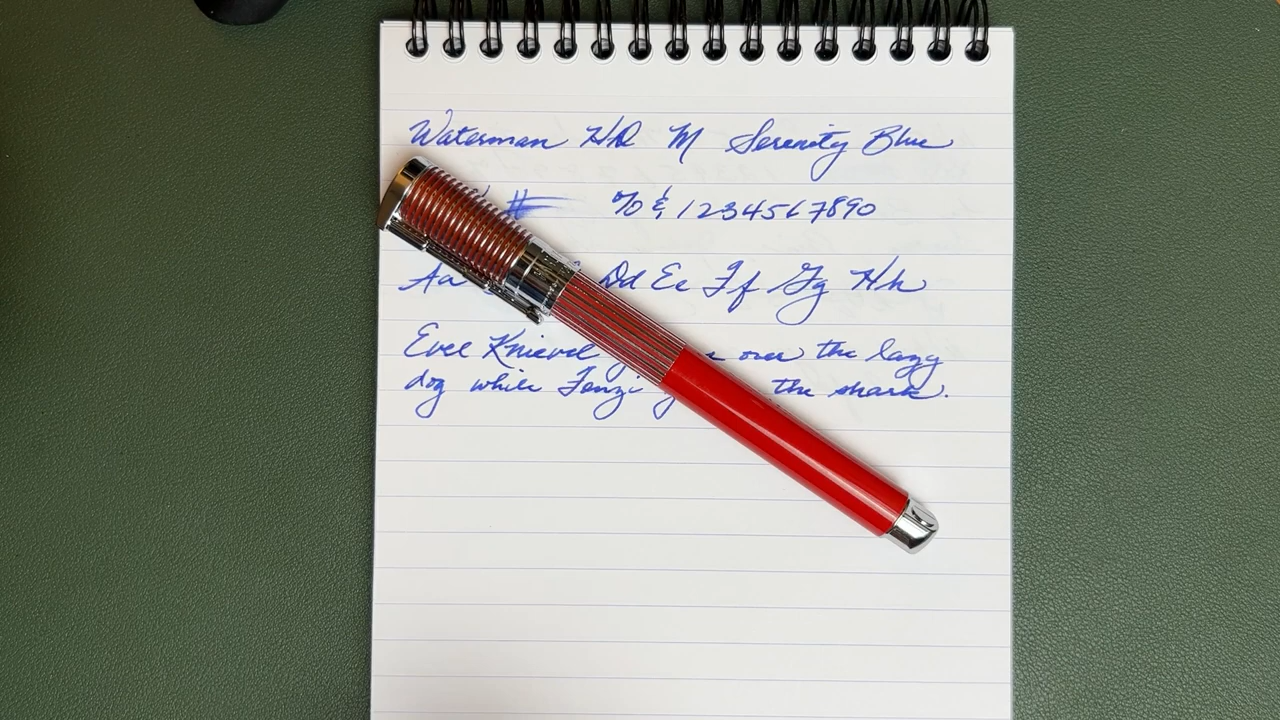 Waterman HD M Serenity Blue
# % & 1234567890
Aa Dd Ee Ff Gg Hh
Evel Knievel over the lazy
dog while Fonzi the shark.